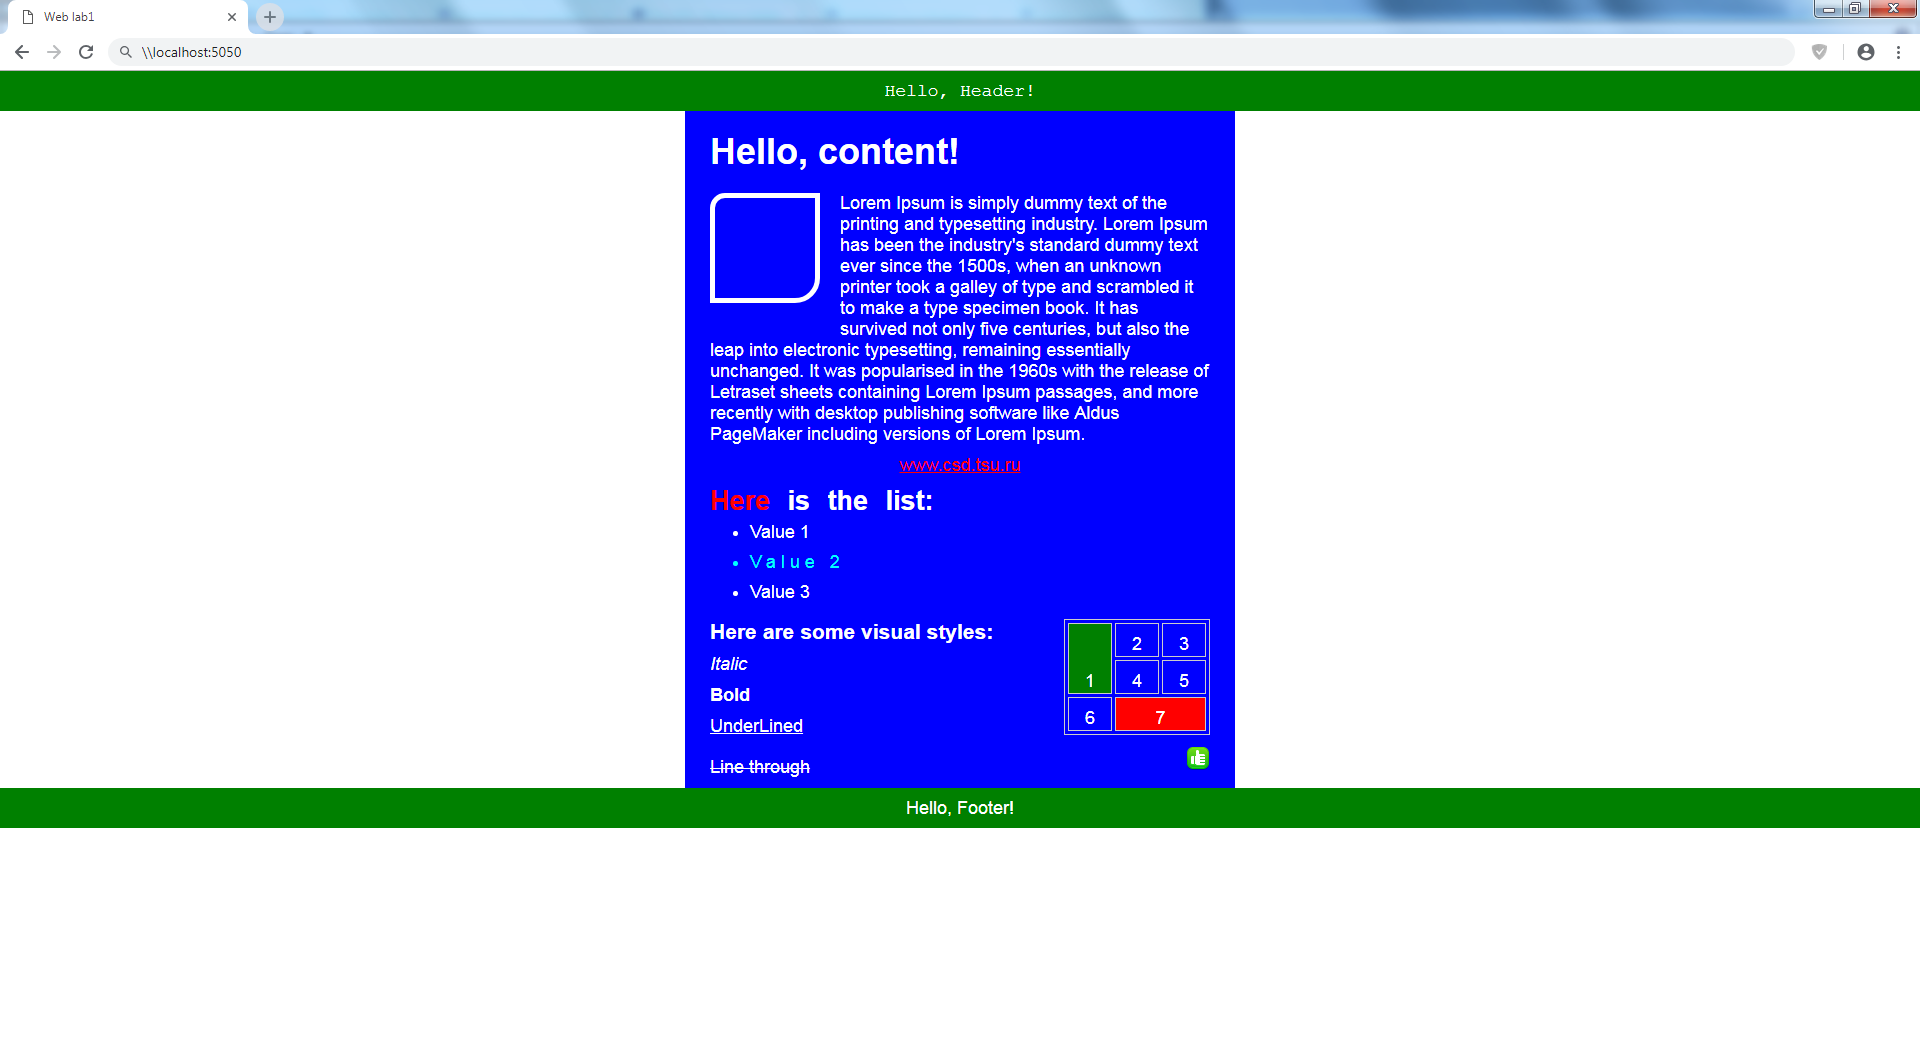 Web lab1
\\localhost:5050
Hello, Header!
Hello, content!
Lorem Ipsum is simply dummy text of the
printing and typesetting industry. Lorem Ipsum
has been the industry's standard dummy text
ever since the 1500s, when an unknown
printer took a galley of type and scrambled it
to make a type specimen book. It has
survived not only five centuries, but also the
leap into electronic typesetting, remaining essentially
unchanged. It was popularised in the 1960s with the release of
Letraset sheets containing Lorem Ipsum passages, and more
recently with desktop publishing software like Aldus
PageMaker including versions of Lorem Ipsum.
www.csd.tsu.ru
Here is the list:
Value 1
Value 2
Value 3
Here are some visual styles:
Italic
Bold
UnderLined
Line through
2 3
1 4 5
6 7
Hello, Footer!